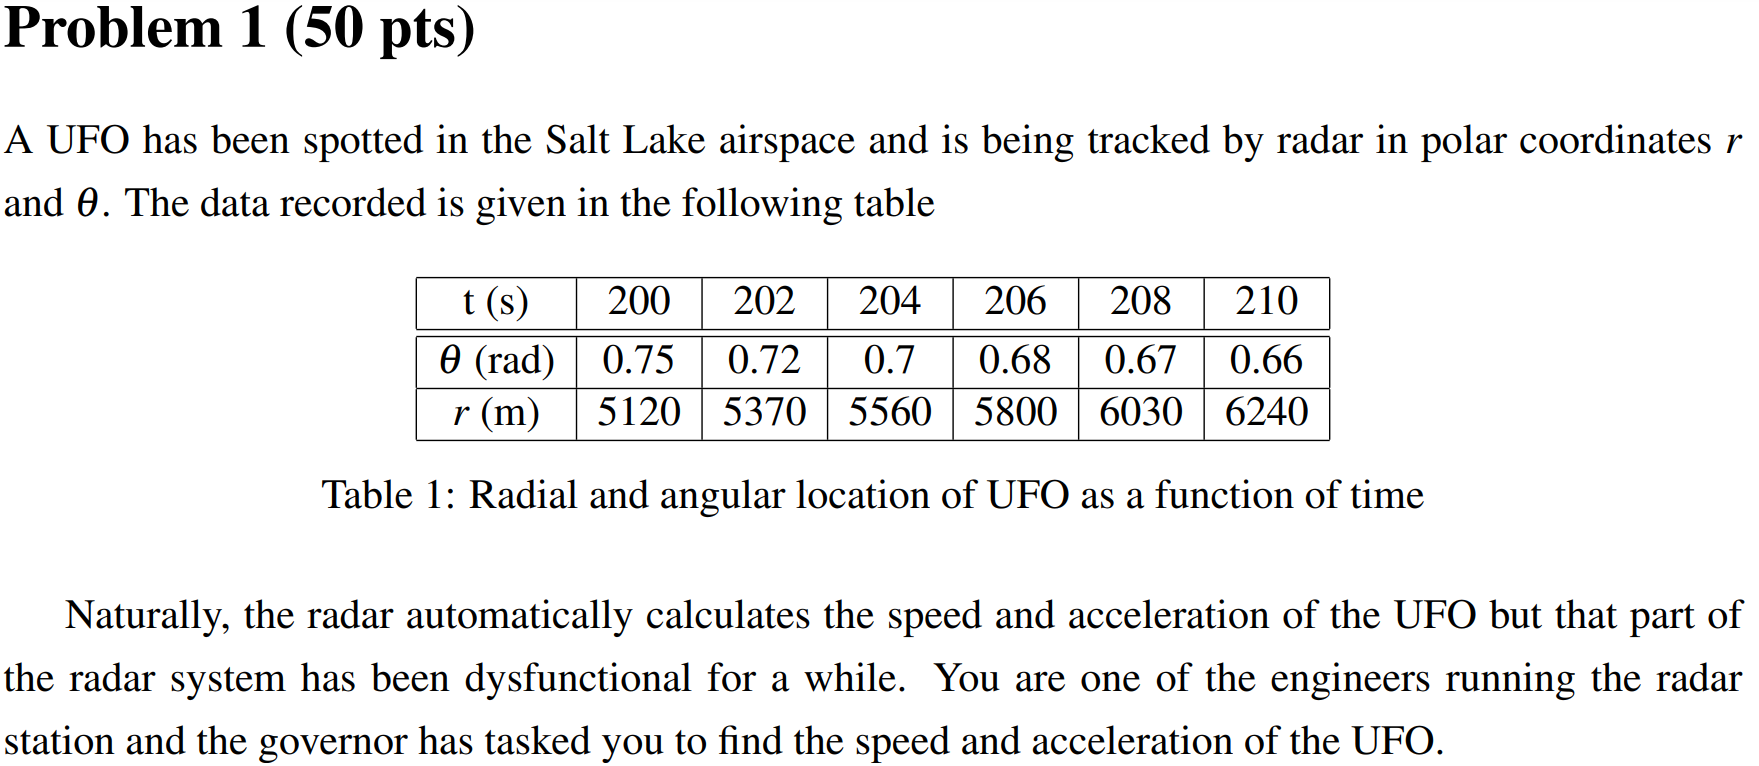 Problem 1 (50 pts)
A UFO has been spotted in the Salt Lake airspace and is being tracked by radar in polar coordinates r
and θ. The data recorded is given in the following table
t (s) 200 202 204 206 208 210
θ (rad) 0.75 0.72 0.7 0.68 0.67 0.66
r (m) 5120 5370 5560 5800 6030 6240
Table 1: Radial and angular location of UFO as a function of time
Naturally, the radar automatically calculates the speed and acceleration of the UFO but that part of
the radar system has been dysfunctional for a while. You are one of the engineers running the radar
station and the governor has tasked you to find the speed and acceleration of the UFO.